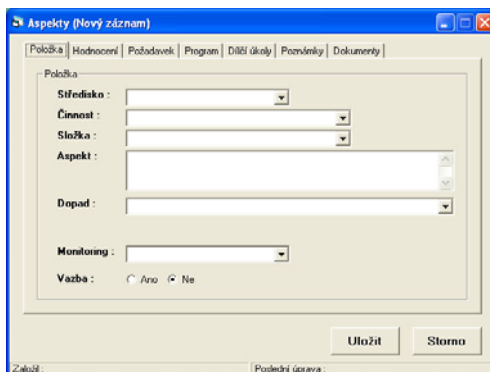 Aspekty (Nový záznam)
Položka Hodnocení Požadavek Program Dílčí úkoly Poznámky Dokumenty
Položka
Středisko :
Činnost :
Složka :
Aspekt :
Dopad :
Monitoring :
Vazba : Ano Ne
Uložit Storno
Založil : Poslední úprava :